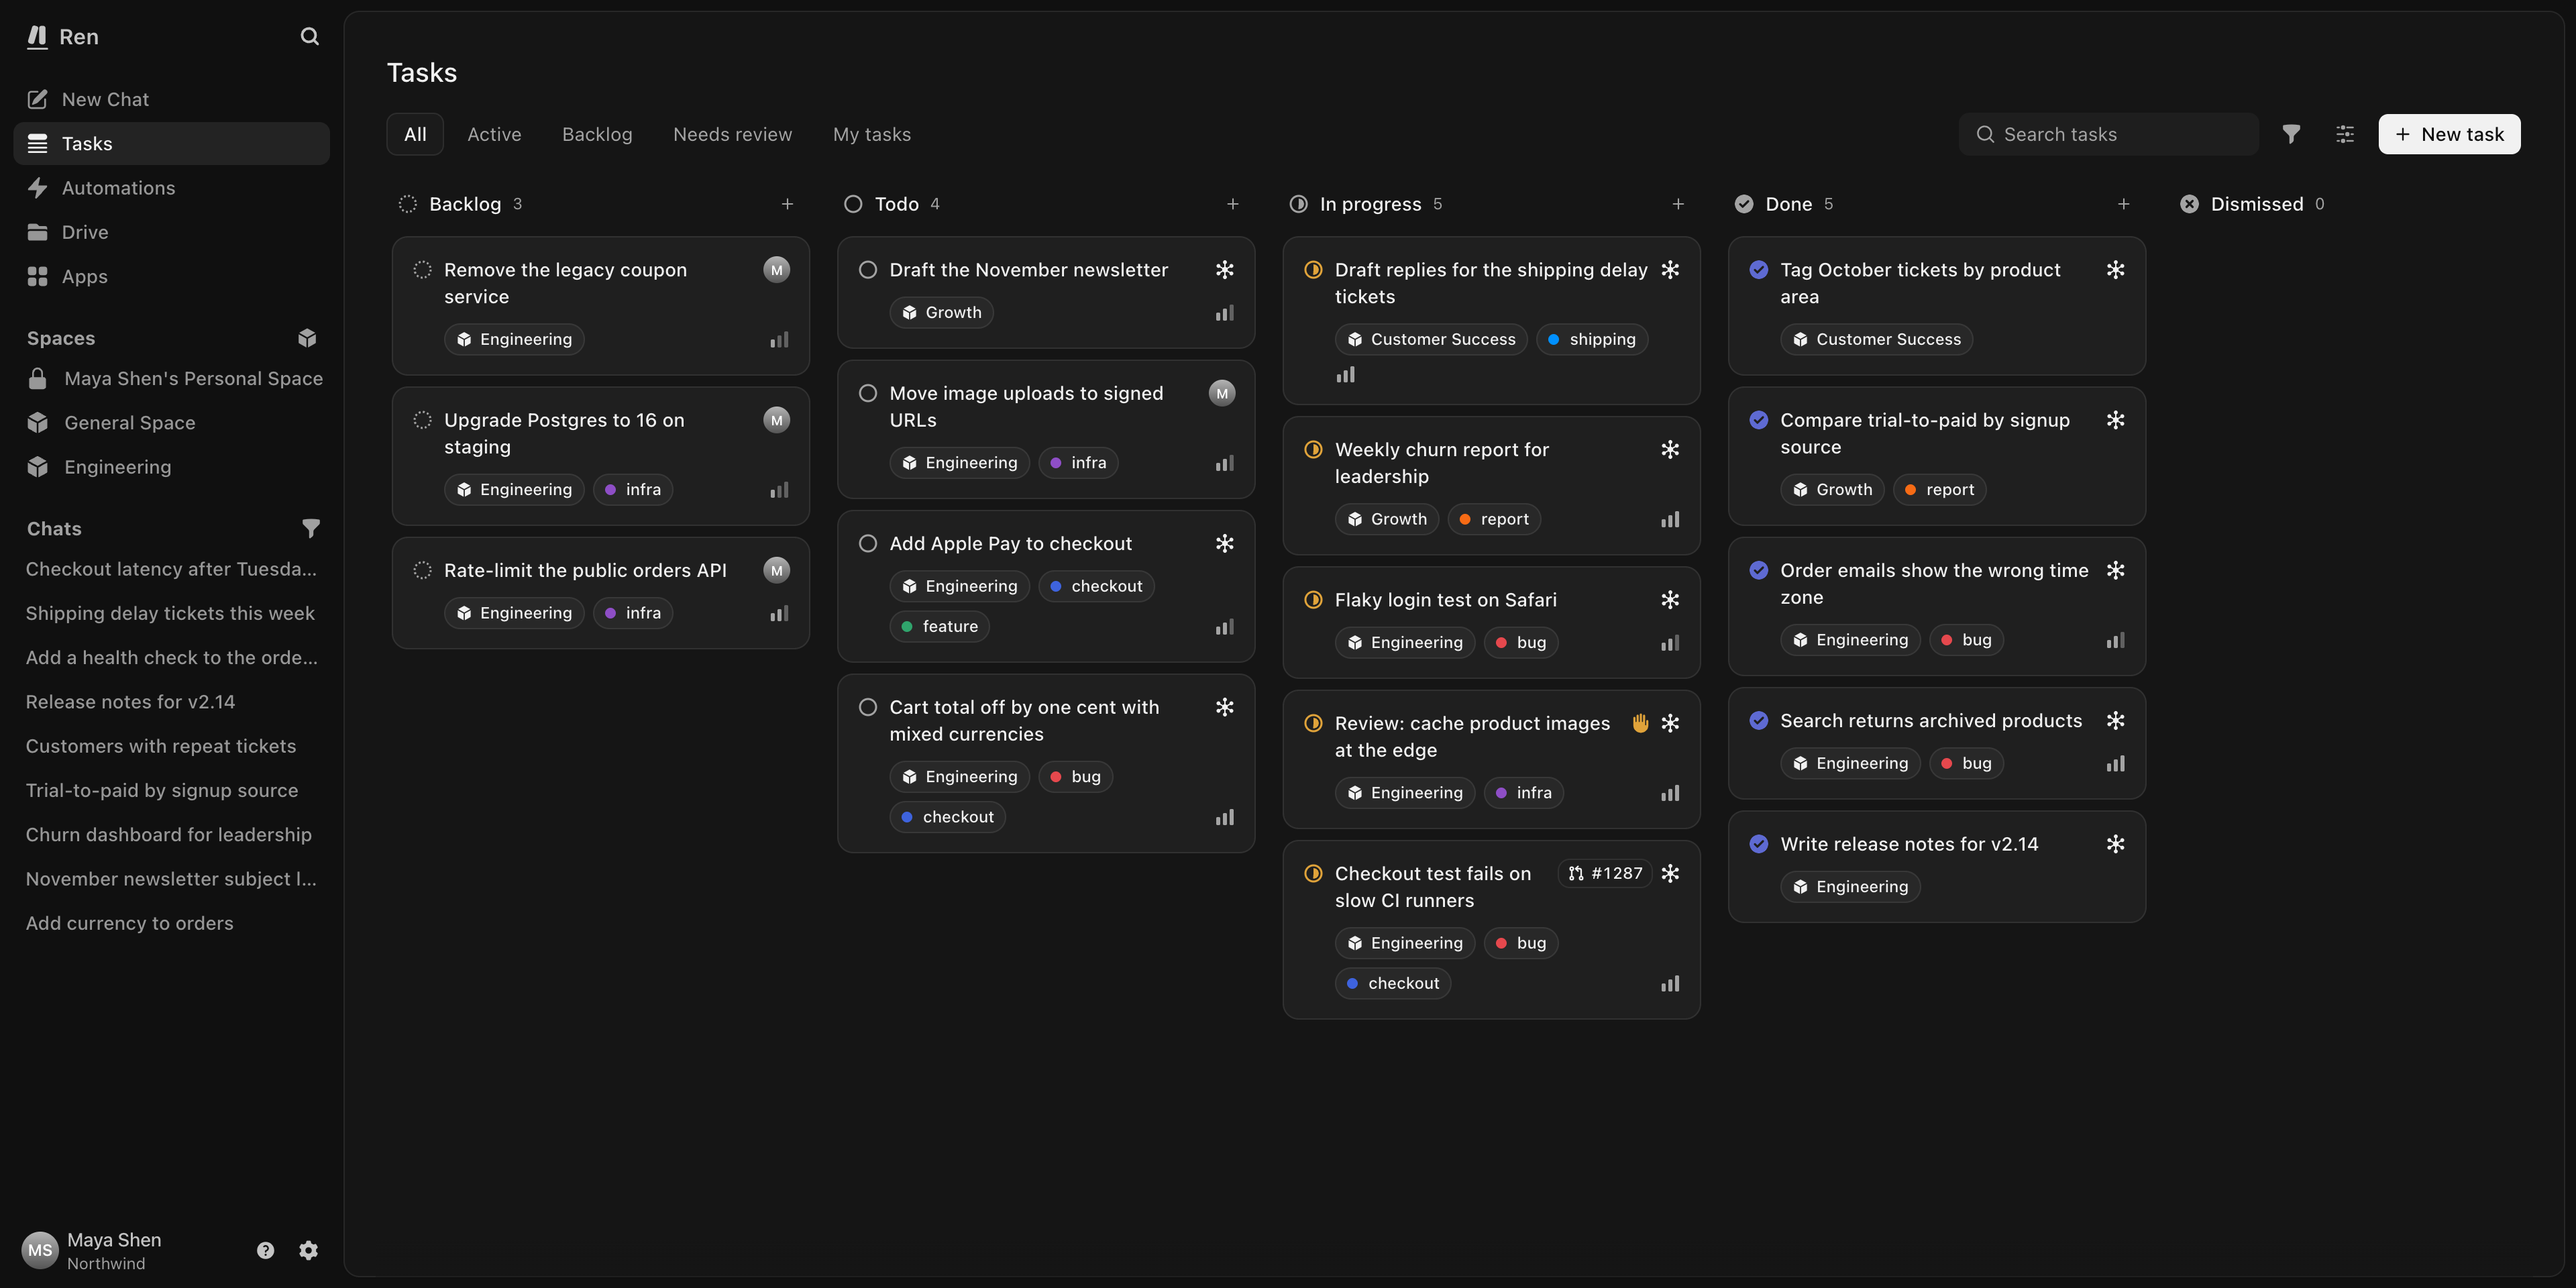 Ren
New Chat
Tasks
Automations
Drive
Apps
Spaces
Maya Shen's Personal Space
General Space
Engineering
Chats
Checkout latency after Tuesda...
Shipping delay tickets this week
Add a health check to the orde...
Release notes for v2.14
Customers with repeat tickets
Trial-to-paid by signup source
Churn dashboard for leadership
November newsletter subject l...
Add currency to orders
MS
Maya Shen
Northwind
Tasks
All
Active
Backlog
Needs review
My tasks
Search tasks
New task
Backlog 3
Remove the legacy coupon
service
M
Engineering
Upgrade Postgres to 16 on
staging
M
Engineering
infra
Rate-limit the public orders API
M
Engineering
infra
Todo 4
Draft the November newsletter
Growth
Move image uploads to signed
URLs
M
Engineering
infra
Add Apple Pay to checkout
Engineering
checkout
feature
Cart total off by one cent with
mixed currencies
Engineering
bug
checkout
In progress 5
Draft replies for the shipping delay
tickets
Customer Success
shipping
Weekly churn report for
leadership
Growth
report
Flaky login test on Safari
Engineering
bug
Review: cache product images
at the edge
Engineering
infra
Checkout test fails on
slow CI runners
#1287
Engineering
bug
checkout
Done 5
Tag October tickets by product
area
Customer Success
Compare trial-to-paid by signup
source
Growth
report
Order emails show the wrong time
zone
Engineering
bug
Search returns archived products
Engineering
bug
Write release notes for v2.14
Engineering
Dismissed 0